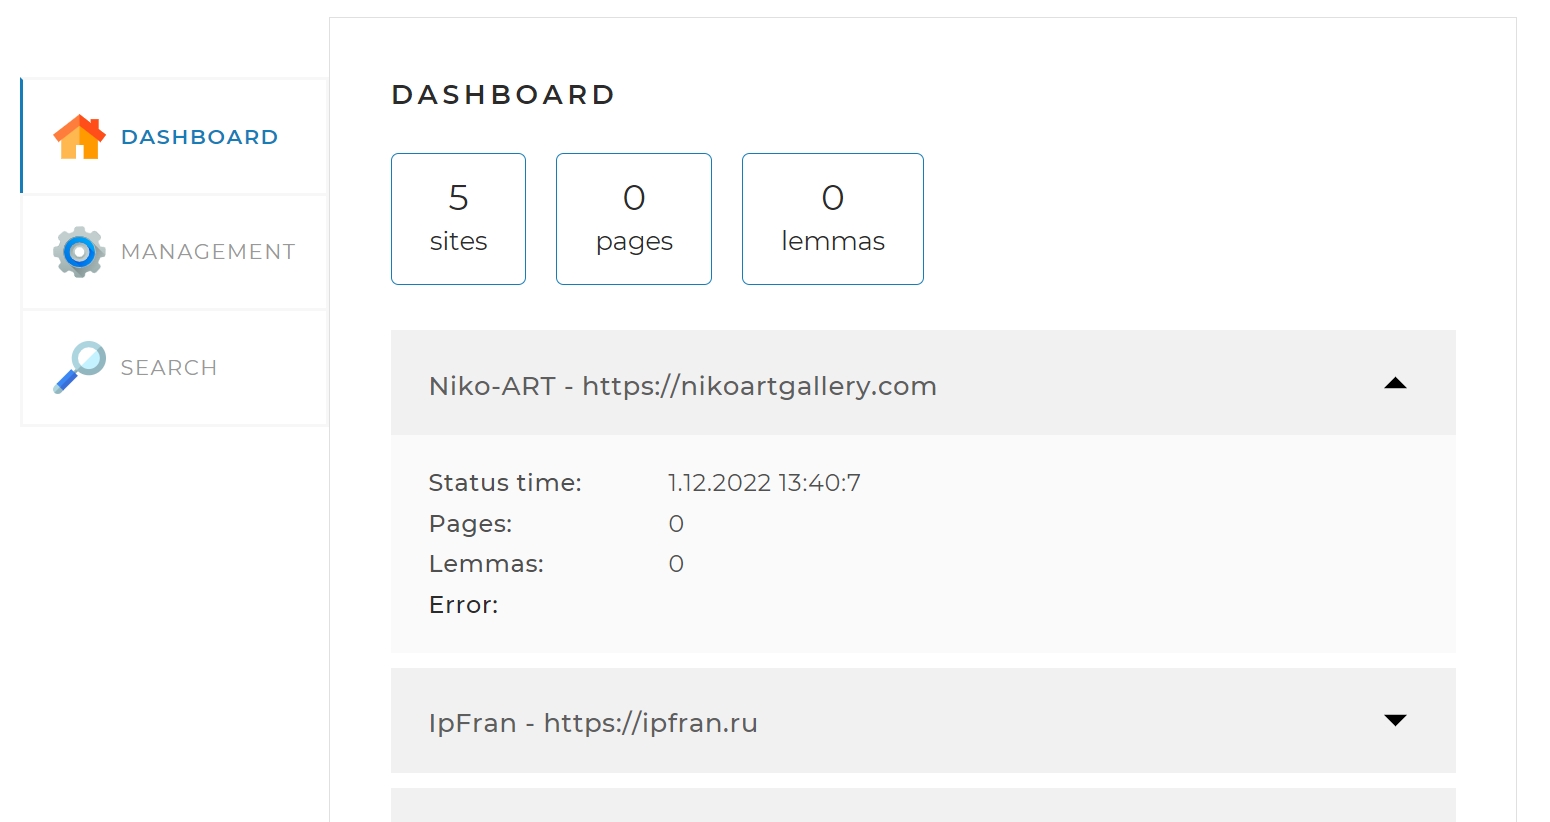 DASHBOARD
MANAGEMENT
SEARCH
DASHBOARD
5
sites
0
pages
0
lemmas
Niko-ART - https://nikoartgallery.com
Status time: 1.12.2022 13:40:7
Pages: 0
Lemmas: 0
Error:
IpFran - https://ipfran.ru